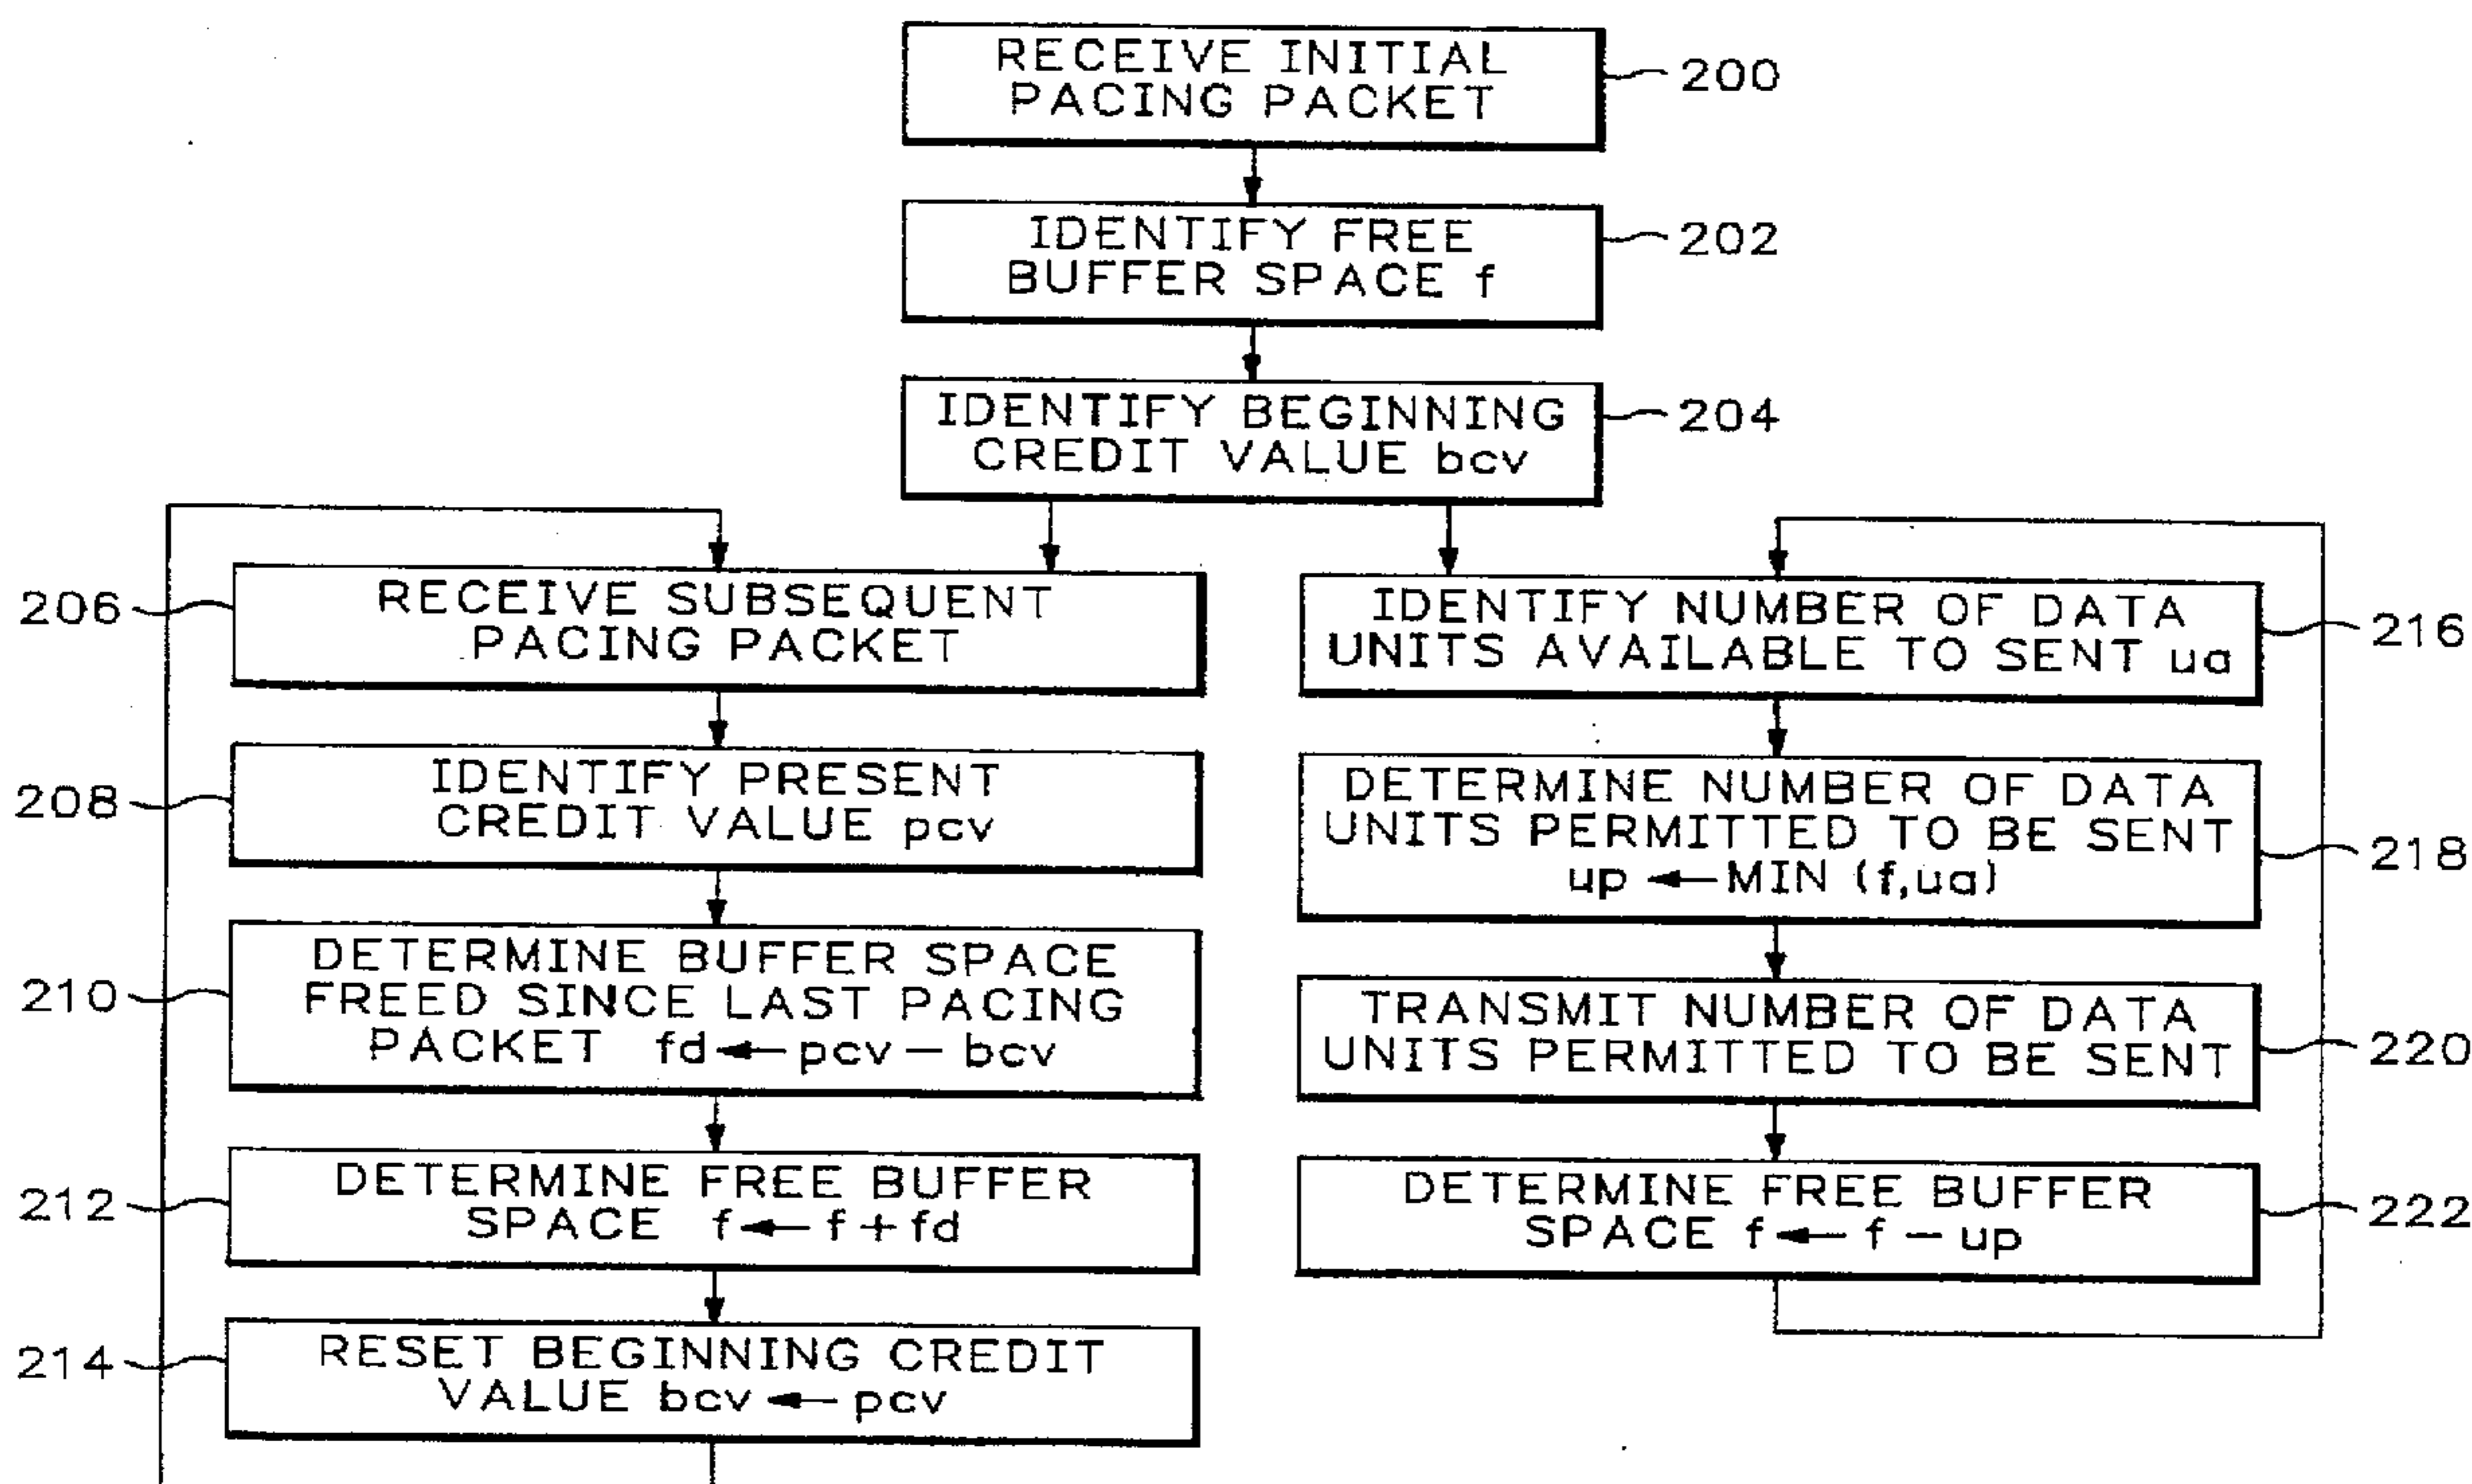 RECEIVE INITIAL
PACING PACKET
200
IDENTIFY FREE
BUFFER SPACE f
202
IDENTIFY BEGINNING
CREDIT VALUE bcv
204
206
RECEIVE SUBSEQUENT
PACING PACKET
208
IDENTIFY PRESENT
CREDIT VALUE pcv
210
DETERMINE BUFFER SPACE
FREED SINCE LAST PACING
PACKET fd ← pcv – bcv
212
DETERMINE FREE BUFFER
SPACE f ← f + fd
214
RESET BEGINNING CREDIT
VALUE bcv ← pcv
IDENTIFY NUMBER OF DATA
UNITS AVAILABLE TO SENT ua
216
DETERMINE NUMBER OF DATA
UNITS PERMITTED TO BE SENT
up ← MIN (f,ua)
218
TRANSMIT NUMBER OF DATA
UNITS PERMITTED TO BE SENT
220
DETERMINE FREE BUFFER
SPACE f ← f – up
222